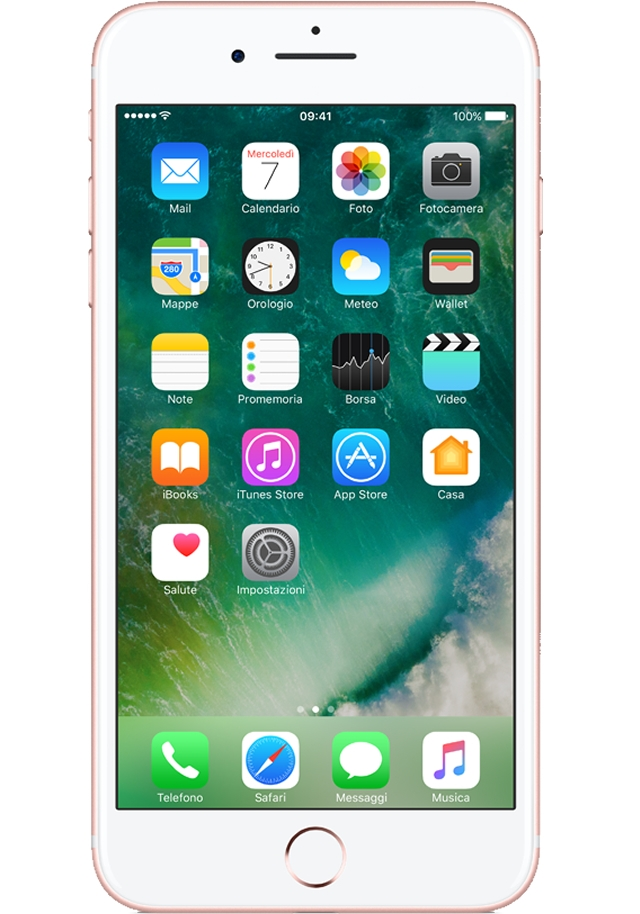 09:41
100%
Mail
Mercoledì
7
Calendario
Foto
Fotocamera
280
Mappe
Orologio
Meteo
Wallet
Note
Promemoria
Borsa
Video
iBooks
iTunes Store
App Store
Casa
Salute
Impostazioni
Telefono
Safari
Messaggi
Musica